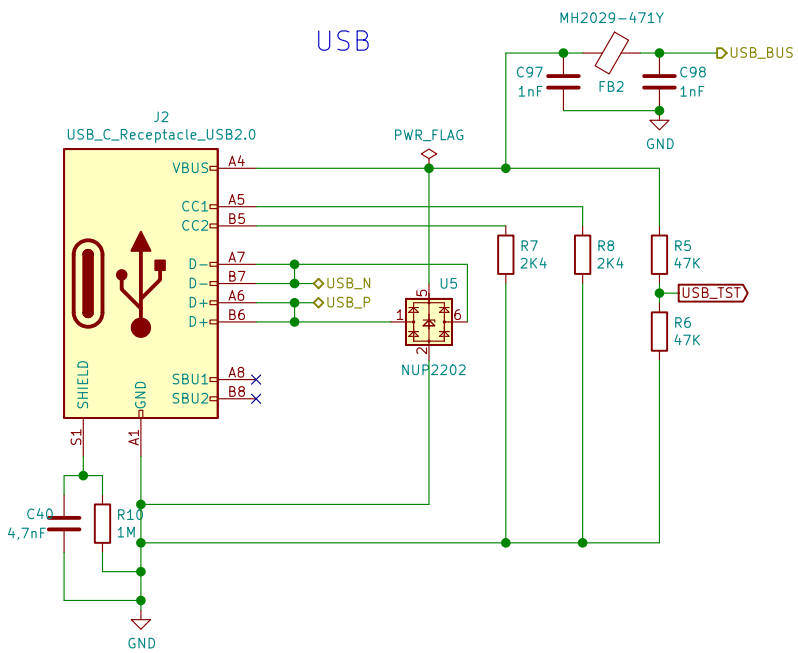 USB
MH2029-471Y
USB_BUS
C97
1nF
FB2
C98
1nF
GND
J2
USB_C_Receptacle_USB2.0
PWR_FLAG
VBUS
A4
CC1
A5
CC2
B5
D-
A7
D-
B7
USB_N
D+
A6
USB_P
D+
B6
SBU1
A8
SBU2
B8
SHIELD
GND
S1
A1
U5
5
1
6
2
NUP2202
R7
2K4
R8
2K4
R5
47K
USB_TST
R6
47K
C40
4,7nF
R10
1M
GND